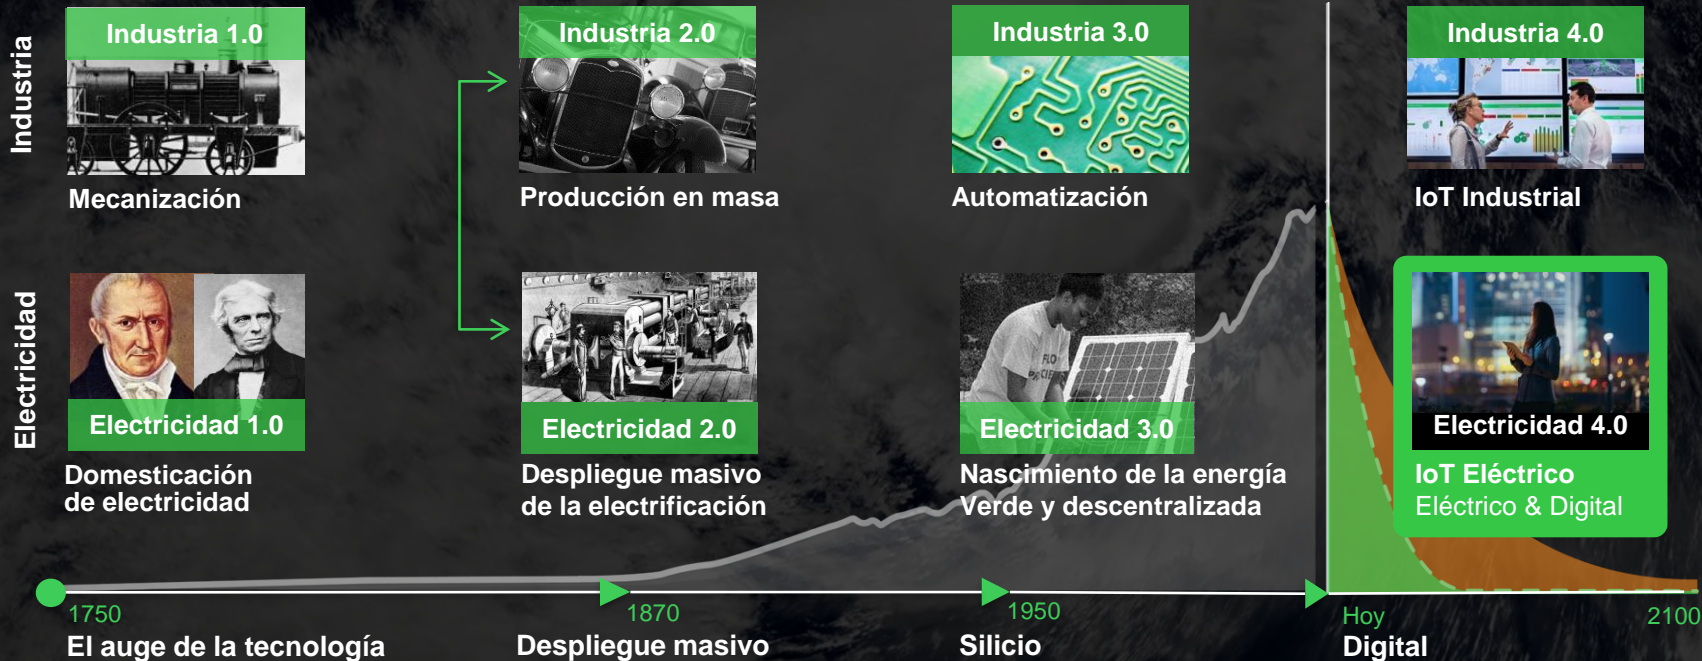 Industria
Industria 1.0
Mecanización
Industria 2.0
Producción en masa
Industria 3.0
Automatización
Industria 4.0
IoT Industrial
Electricidad
Electricidad 1.0
Domesticación
de electricidad
Electricidad 2.0
Despliegue masivo
de la electrificación
FLO
Electricidad 3.0
Nascimiento de la energía
Verde y descentralizada
Electricidad 4.0
IoT Eléctrico
Eléctrico & Digital
1750
El auge de la tecnología
1870
Despliegue masivo
1950
Silicio
Hoy
Digital
2100